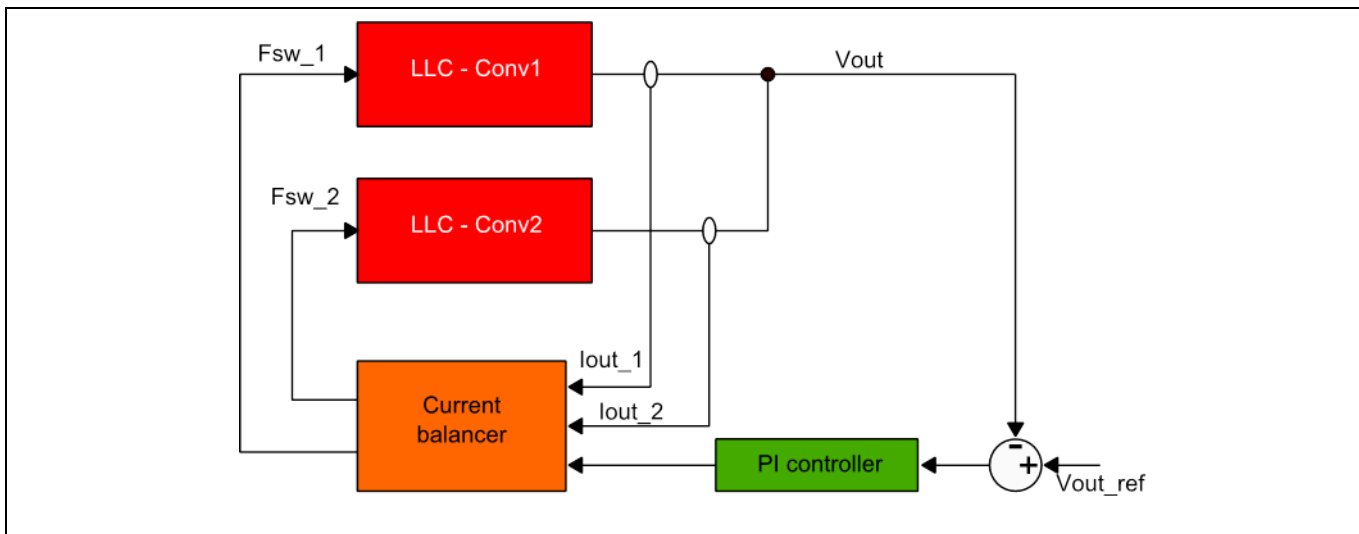 Fsw_1
LLC - Conv1
Vout
Fsw_2
LLC - Conv2
Iout_1
Current
balancer
Iout_2
PI controller
-
+
Vout_ref